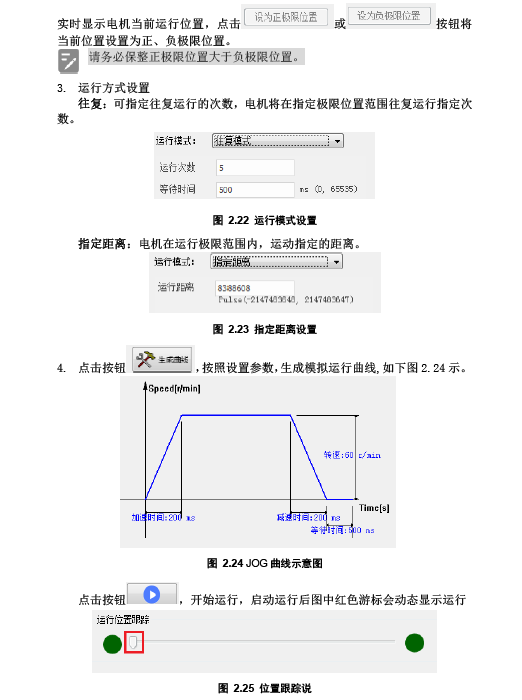 实时显示电机当前运行位置，点击 设为正极限位置 或 设为负极限位置 按钮将
当前位置设置为正、负极限位置。
请务必保整正极限位置大于负极限位置。
3. 运行方式设置
往复：可指定往复运行的次数，电机将在指定极限位置范围往复运行指定次
数。
运行模式： 往复模式
运行次数 5
等待时间 500 ms (0, 65535)
图 2.22 运行模式设置
指定距离：电机在运行极限范围内，运动指定的距离。
运行模式： 指定距离
运行距离 8388608
Pulse(-2147483648, 2147483647)
图 2.23 指定距离设置
4. 点击按钮 生成曲线 ，按照设置参数，生成模拟运行曲线,如下图 2.24 示。
Speed[r/min]
转速:60 r/min
Time[s]
加速时间:200 ms 减速时间:200 ms
等待时间:500 ms
图 2.24 JOG 曲线示意图
点击按钮 ，开始运行，启动运行后图中红色游标会动态显示运行
运行位置跟踪
图 2.25 位置跟踪说